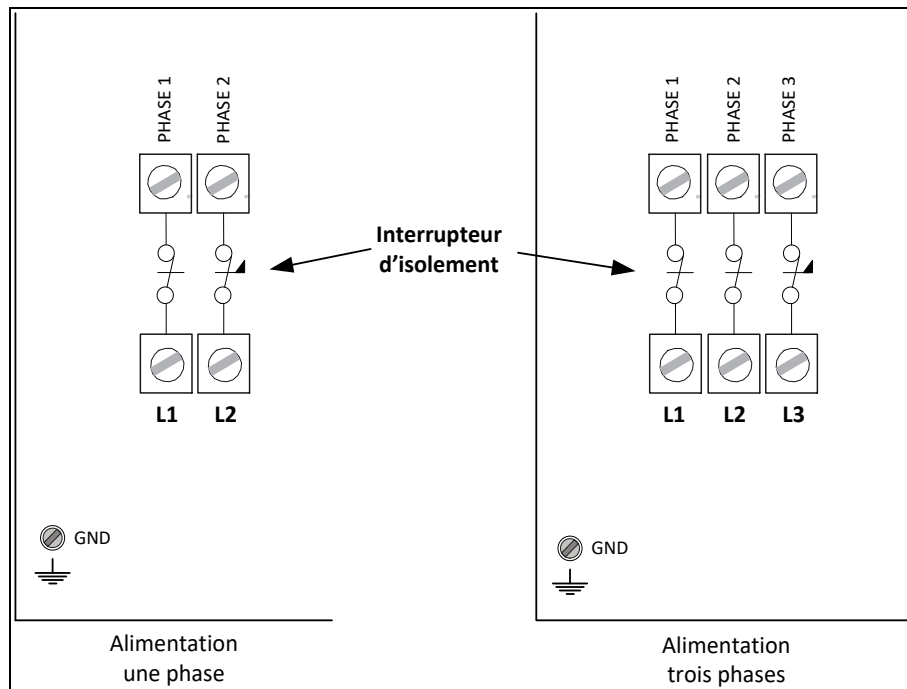 PHASE 1
PHASE 2
L1
L2
GND
Alimentation
une phase
Interrupteur
d'isolement
PHASE 1
PHASE 2
PHASE 3
L1
L2
L3
GND
Alimentation
trois phases